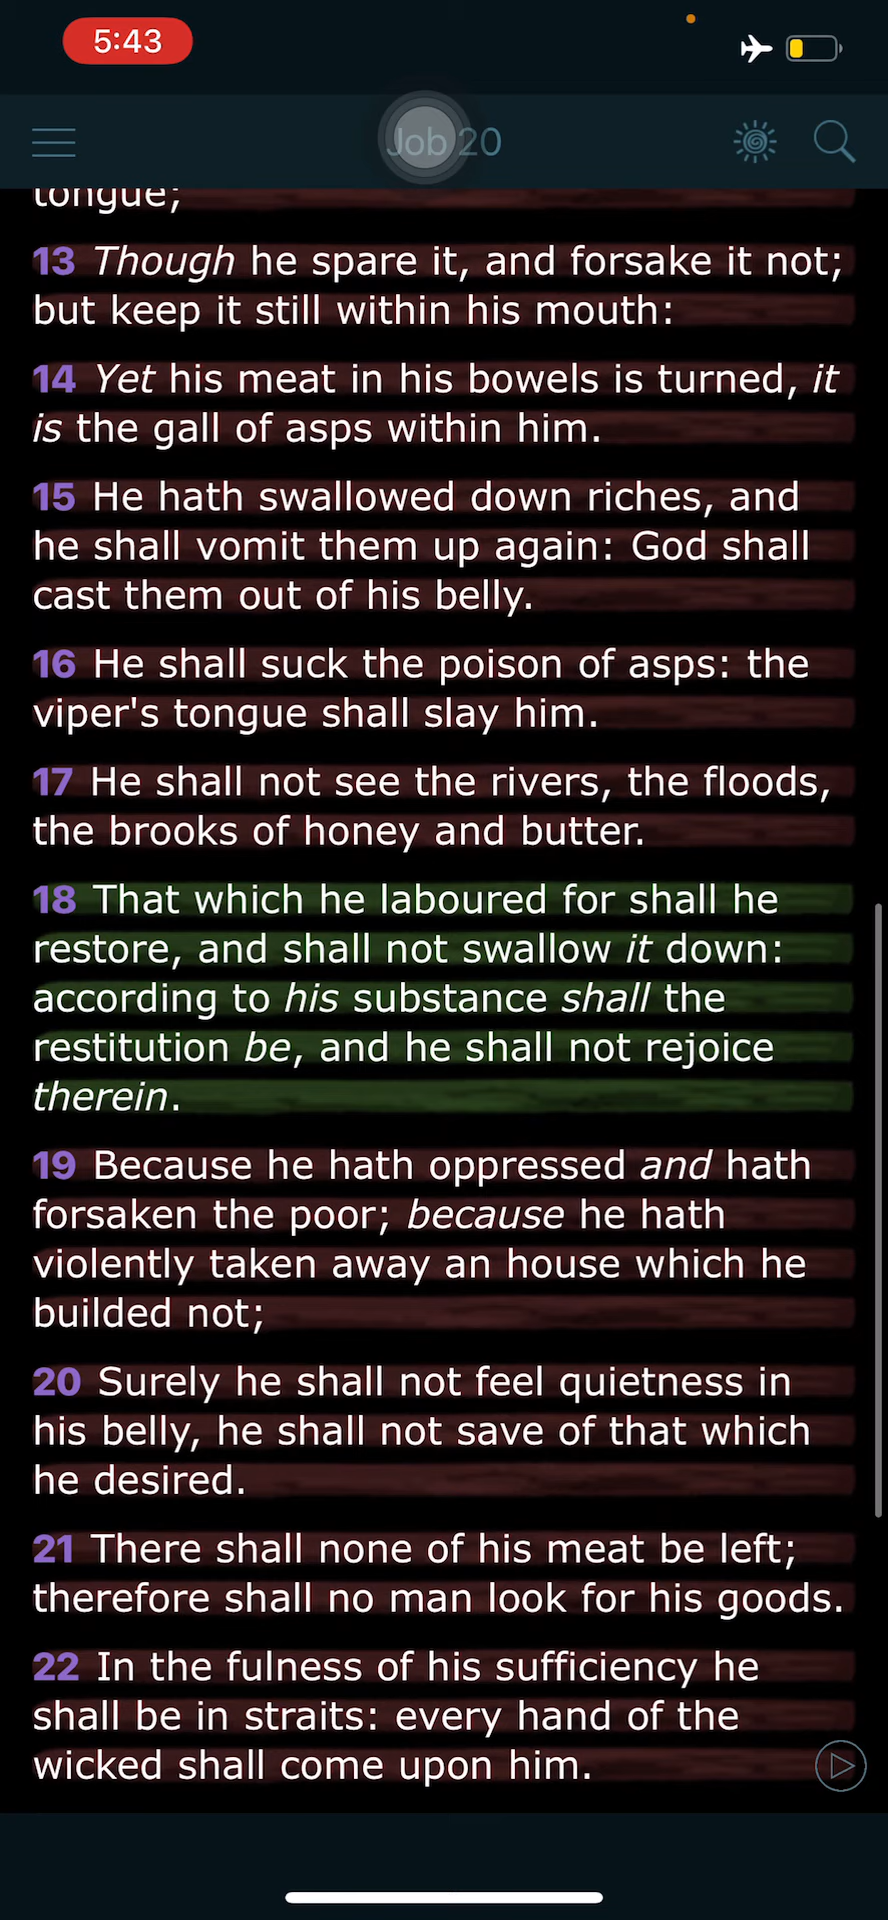 5:43
Job 20
tongue;
13 Though he spare it, and forsake it not;
but keep it still within his mouth:
14 Yet his meat in his bowels is turned, it
is the gall of asps within him.
15 He hath swallowed down riches, and
he shall vomit them up again: God shall
cast them out of his belly.
16 He shall suck the poison of asps: the
viper's tongue shall slay him.
17 He shall not see the rivers, the floods,
the brooks of honey and butter.
18 That which he laboured for shall he
restore, and shall not swallow it down:
according to his substance shall the
restitution be, and he shall not rejoice
therein.
19 Because he hath oppressed and hath
forsaken the poor; because he hath
violently taken away an house which he
builded not;
20 Surely he shall not feel quietness in
his belly, he shall not save of that which
he desired.
21 There shall none of his meat be left;
therefore shall no man look for his goods.
22 In the fulness of his sufficiency he
shall be in straits: every hand of the
wicked shall come upon him.